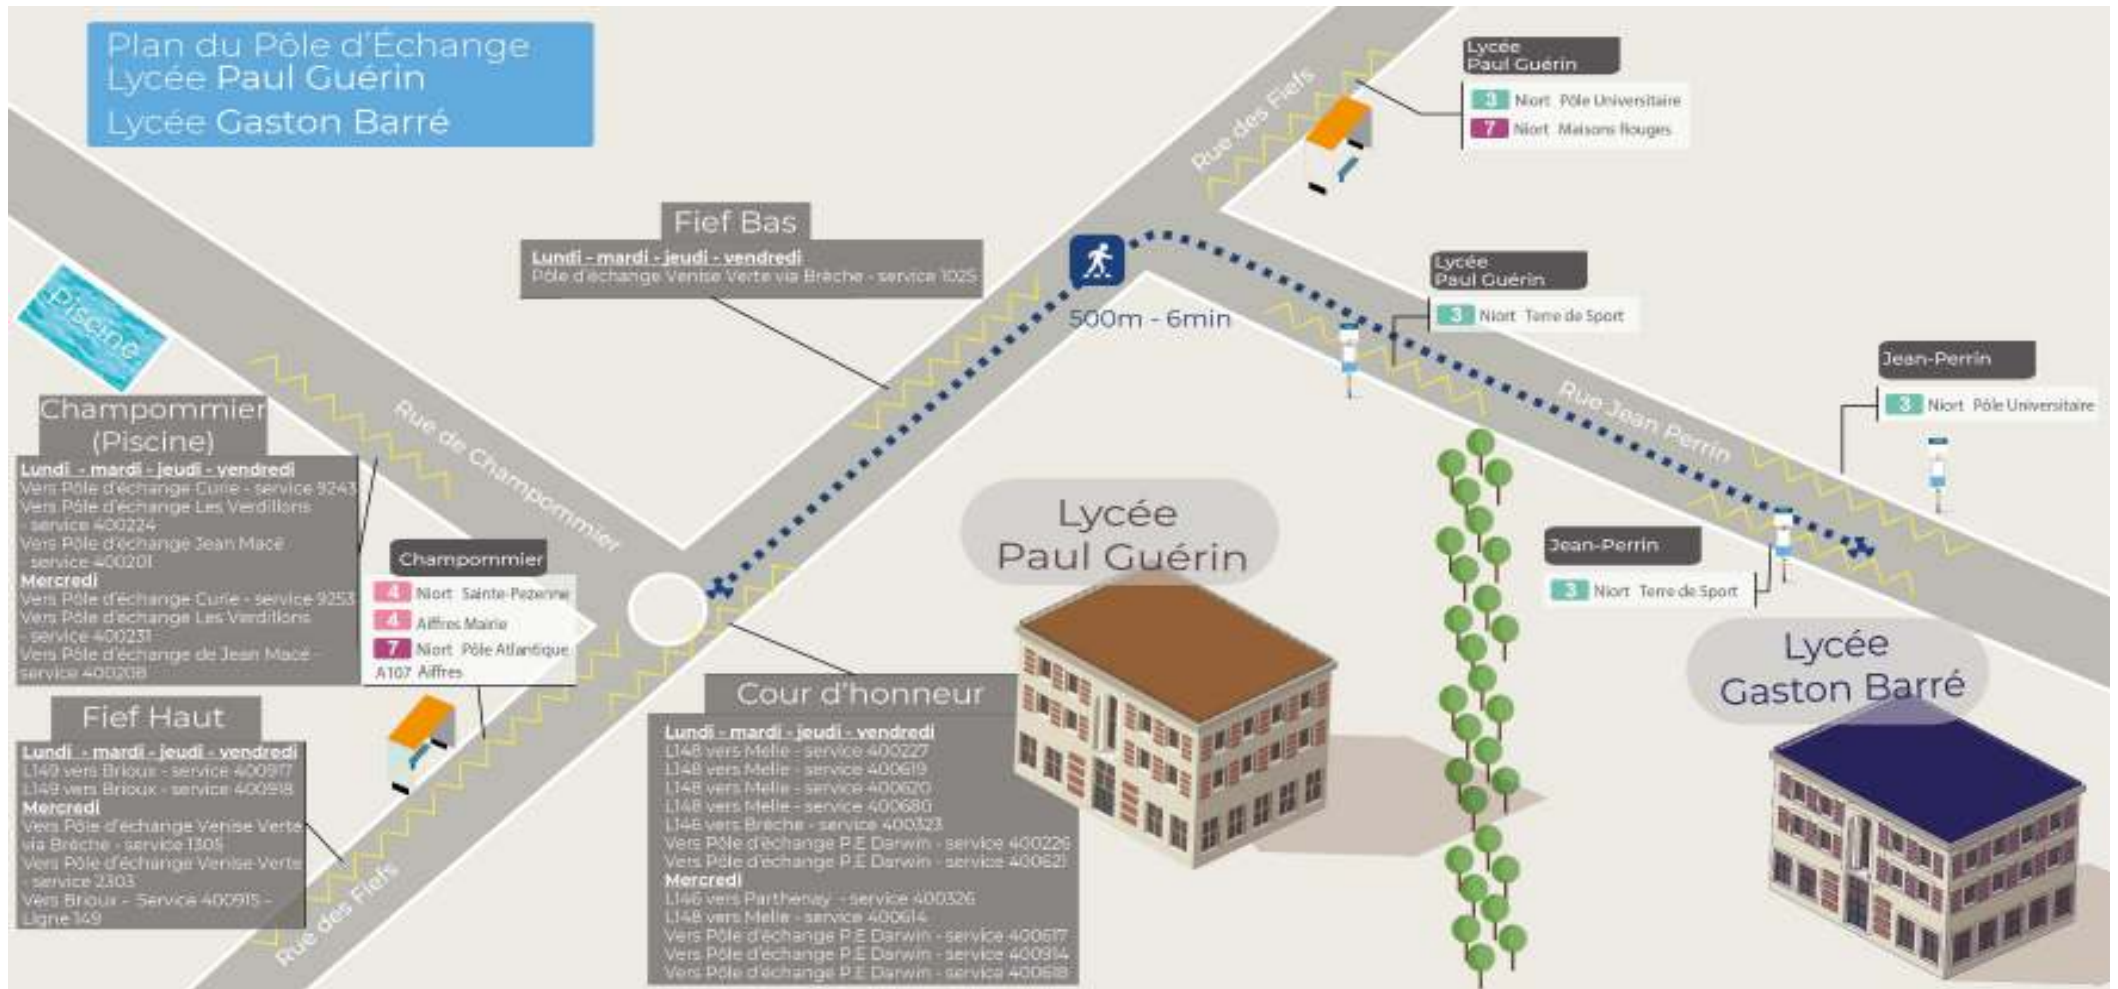 Plan du Pôle d'Échange
Lycée Paul Guérin
Lycée Gaston Barré
Rue des Fiefs
Lycée
Paul Guérin
3 Niort Pôle Universitaire
7 Niort Maisons Rouges
Fief Bas
Lundi - mardi - jeudi - vendredi
Pôle d'échange Venise Verte via Brèche - service 1025
500m - 6min
Lycée
Paul Guérin
3 Niort Terre de Sport
Rue Jean Perrin
Jean-Perrin
3 Niort Pôle Universitaire
Jean-Perrin
3 Niort Terre de Sport
Piscine
Rue de Champommier
Champommier
(Piscine)
Lundi - mardi - jeudi - vendredi
Vers Pôle d'échange Curie - service 9243
Vers Pôle d'échange Les Verdillons
- service 400224
Vers Pôle d'échange Jean Macé
- service 400201
Mercredi
Vers Pôle d'échange Curie - service 9253
Vers Pôle d'échange Les Verdillons
- service 400231
Vers Pôle d'échange de Jean Macé -
service 400208
Champommier
4 Niort Sainte-Pezenne
4 Aiffres Mairie
7 Niort Pôle Atlantique
A107 Aiffres
Fief Haut
Lundi - mardi - jeudi - vendredi
L149 vers Brioux - service 400917
L149 vers Brioux - service 400918
Mercredi
Vers Pôle d'échange Venise Verte
via Brèche - service 1305
Vers Pôle d'échange Venise Verte
- service 2303
Vers Brioux - Service 400915 -
Ligne 149
Rue des Fiefs
Cour d'honneur
Lundi - mardi - jeudi - vendredi
L148 vers Melle - service 400227
L148 vers Melle - service 400619
L148 vers Melle - service 400620
L148 vers Melle - service 400680
L146 vers Brèche - service 400323
Vers Pôle d'échange P.E Darwin - service 400226
Vers Pôle d'échange P.E Darwin - service 400621
Mercredi
L146 vers Parthenay - service 400326
L148 vers Melle - service 400614
Vers Pôle d'échange P.E Darwin - service 400617
Vers Pôle d'échange P.E Darwin - service 400914
Vers Pôle d'échange P.E Darwin - service 400618
Lycée
Paul Guérin
Lycée
Gaston Barré